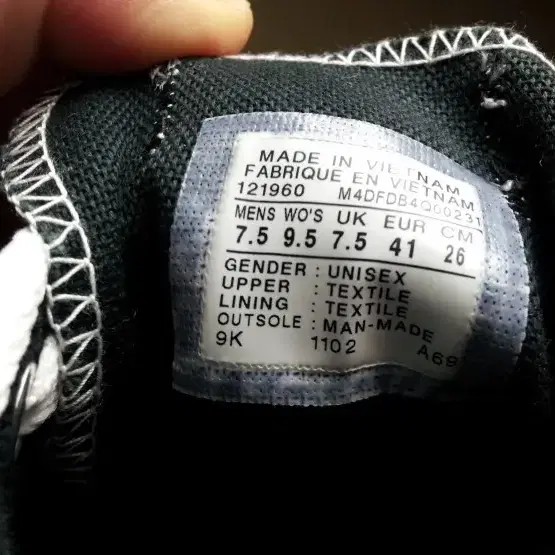 MADE IN VIETNAM
FABRIQUE EN VIETNAM
121960 M4DFDB4Q00231
MENS WO'S UK EUR CM
7.5 9.5 7.5 41 26
GENDER : UNISEX
UPPER : TEXTILE
LINING : TEXTILE
OUTSOLE : MAN-MADE
9K 1102 A69